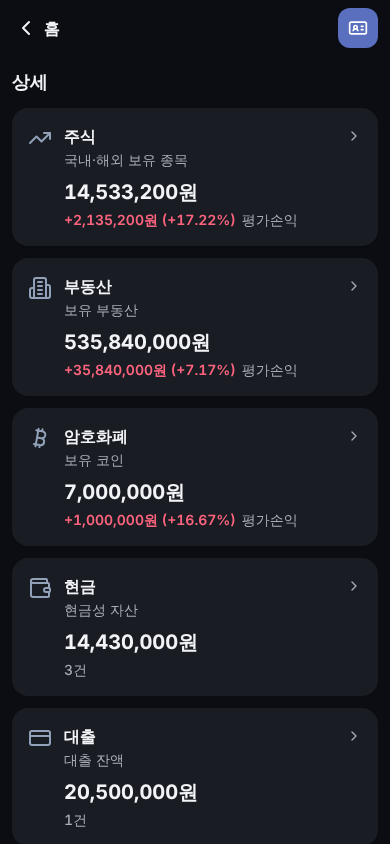 홈
상세
주식
국내·해외 보유 종목
14,533,200원
+2,135,200원 (+17.22%) 평가손익
부동산
보유 부동산
535,840,000원
+35,840,000원 (+7.17%) 평가손익
암호화폐
보유 코인
7,000,000원
+1,000,000원 (+16.67%) 평가손익
현금
현금성 자산
14,430,000원
3건
대출
대출 잔액
20,500,000원
1건